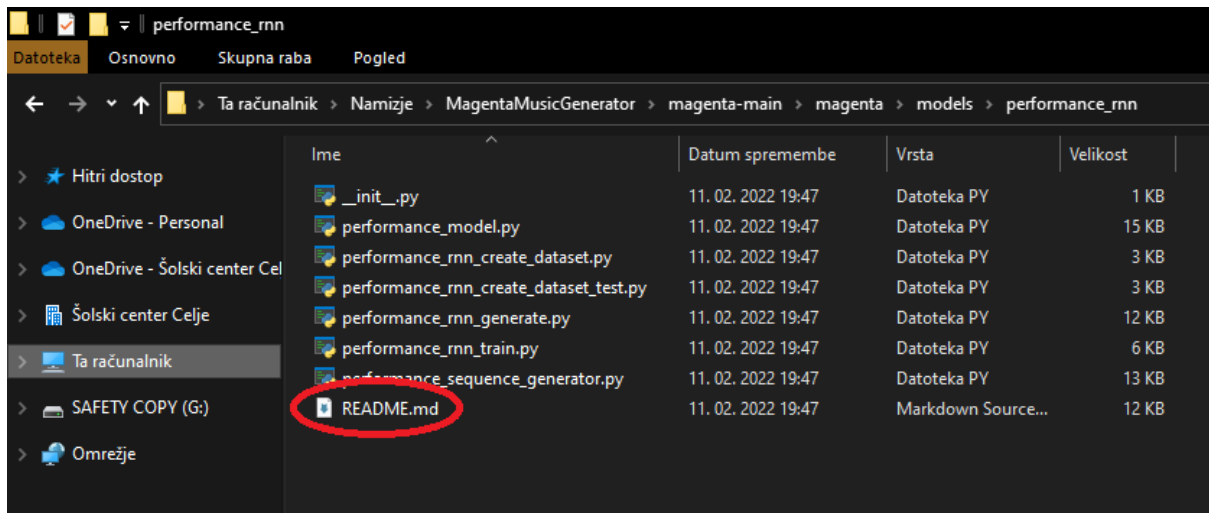 performance_rnn
Datoteka Osnovno Skupna raba Pogled
Ta računalnik > Namizje > MagentaMusicGenerator > magenta-main > magenta > models > performance_rnn
Ime Datum spremembe Vrsta Velikost
Hitri dostop
OneDrive - Personal
OneDrive - Šolski center Cel
Šolski center Celje
Ta računalnik
SAFETY COPY (G:)
Omrežje
__init__.py 11. 02. 2022 19:47 Datoteka PY 1 KB
performance_model.py 11. 02. 2022 19:47 Datoteka PY 15 KB
performance_rnn_create_dataset.py 11. 02. 2022 19:47 Datoteka PY 3 KB
performance_rnn_create_dataset_test.py 11. 02. 2022 19:47 Datoteka PY 3 KB
performance_rnn_generate.py 11. 02. 2022 19:47 Datoteka PY 12 KB
performance_rnn_train.py 11. 02. 2022 19:47 Datoteka PY 6 KB
performance_sequence_generator.py 11. 02. 2022 19:47 Datoteka PY 13 KB
README.md 11. 02. 2022 19:47 Markdown Source... 12 KB